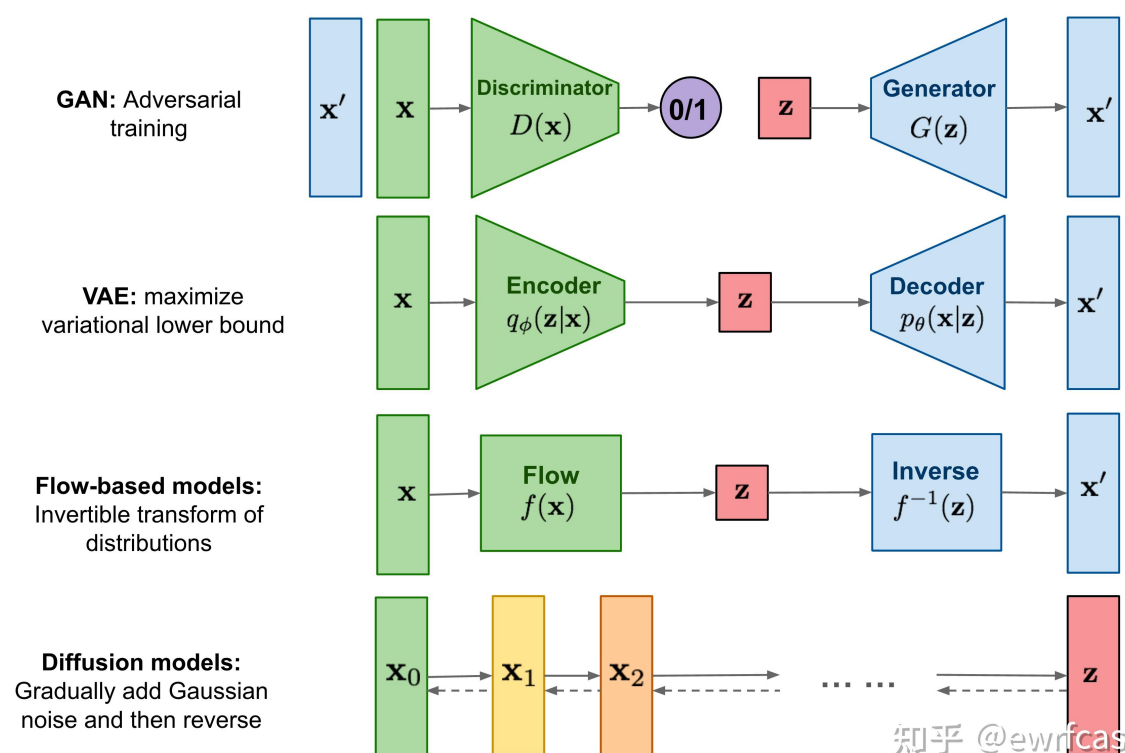 GAN: Adversarial
training
x′
x
Discriminator
D(x)
0/1
z
Generator
G(z)
x′
VAE: maximize
variational lower bound
x
Encoder
qϕ(z|x)
z
Decoder
pθ(x|z)
x′
Flow-based models:
Invertible transform of
distributions
x
Flow
f(x)
z
Inverse
f⁻¹(z)
x′
Diffusion models:
Gradually add Gaussian
noise and then reverse
x₀
x₁
x₂
... ...
z
知乎 @ewrfcas